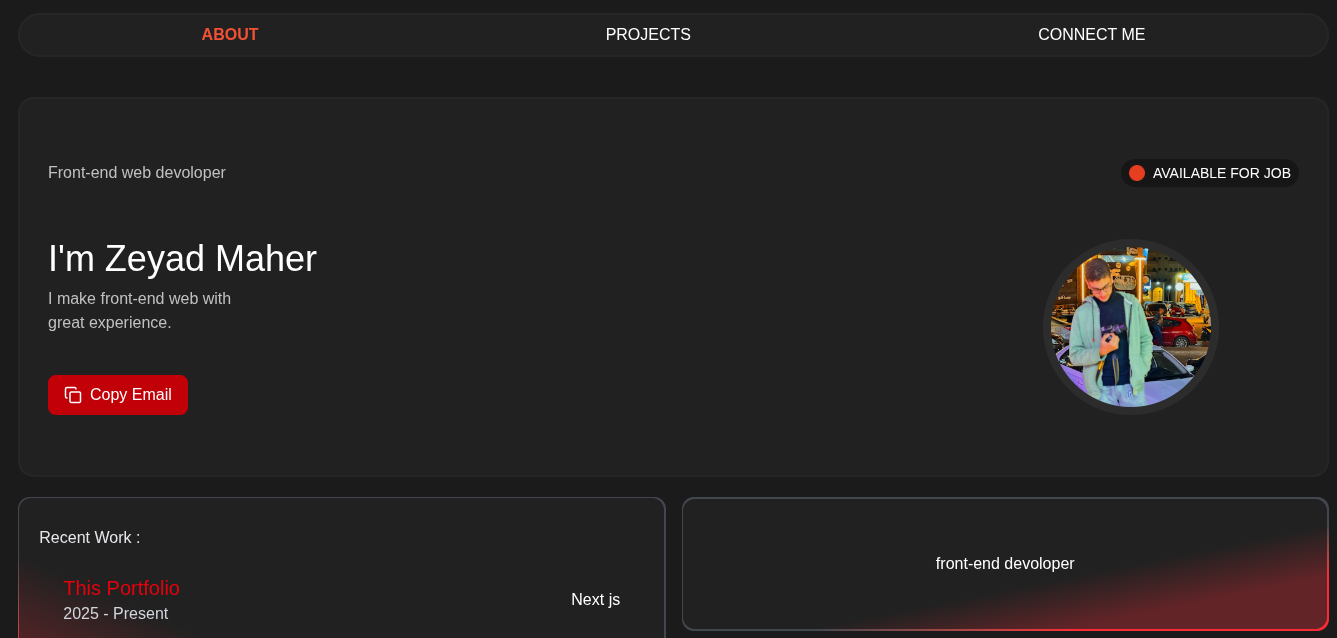 ABOUT
PROJECTS
CONNECT ME
Front-end web devoloper
AVAILABLE FOR JOB
I'm Zeyad Maher
I make front-end web with
great experience.
Copy Email
Recent Work :
This Portfolio
2025 - Present
Next js
front-end devoloper